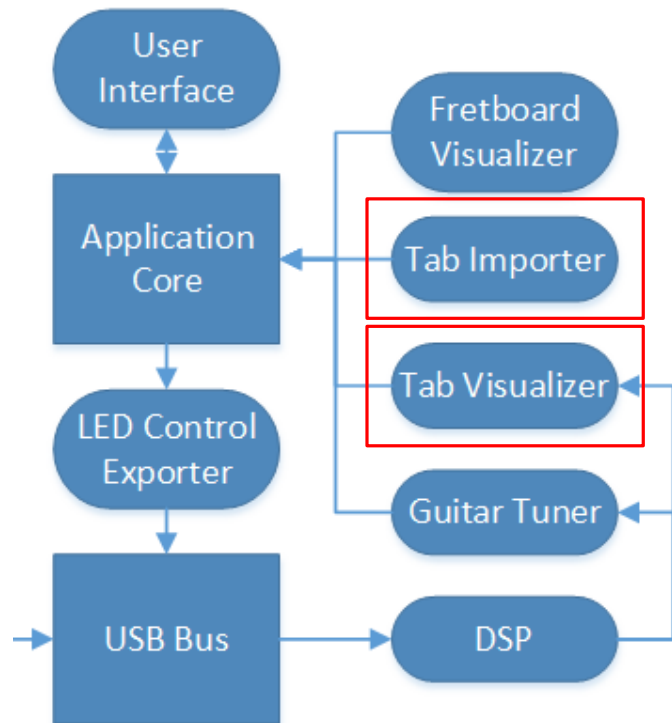 User
Interface
Fretboard
Visualizer
Application
Core
Tab Importer
Tab Visualizer
LED Control
Exporter
Guitar Tuner
USB Bus
DSP